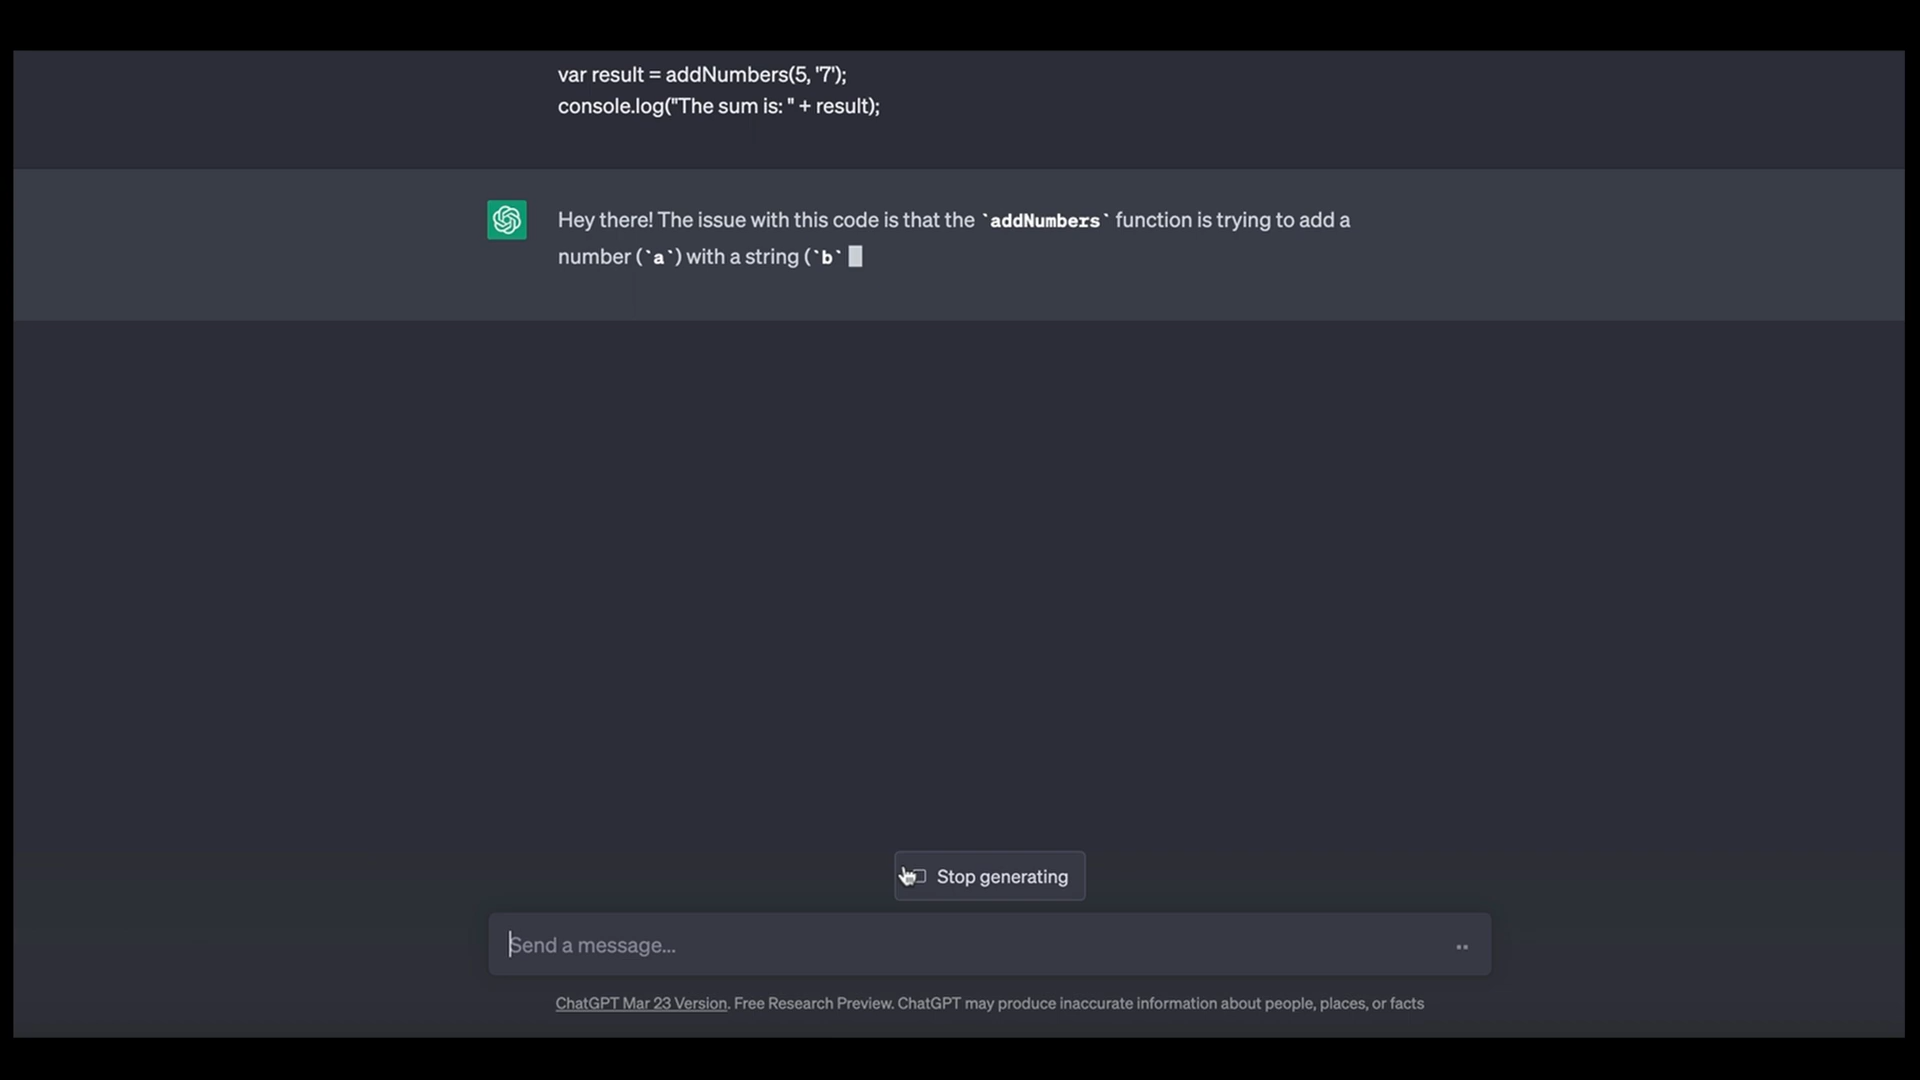 var result = addNumbers(5, '7');
console.log("The sum is: " + result);
Hey there! The issue with this code is that the `addNumbers` function is trying to add a
number (`a`) with a string (`b`
Stop generating
Send a message...
ChatGPT Mar 23 Version. Free Research Preview. ChatGPT may produce inaccurate information about people, places, or facts